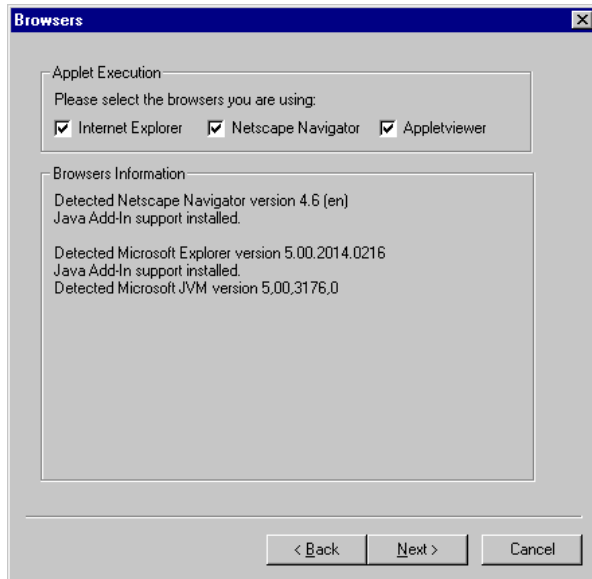 Browsers
Applet Execution
Please select the browsers you are using:
Internet Explorer Netscape Navigator Appletviewer
Browsers Information
Detected Netscape Navigator version 4.6 (en)
Java Add-In support installed.
Detected Microsoft Explorer version 5.00.2014.0216
Java Add-In support installed.
Detected Microsoft JVM version 5,00,3176,0
< Back Next > Cancel